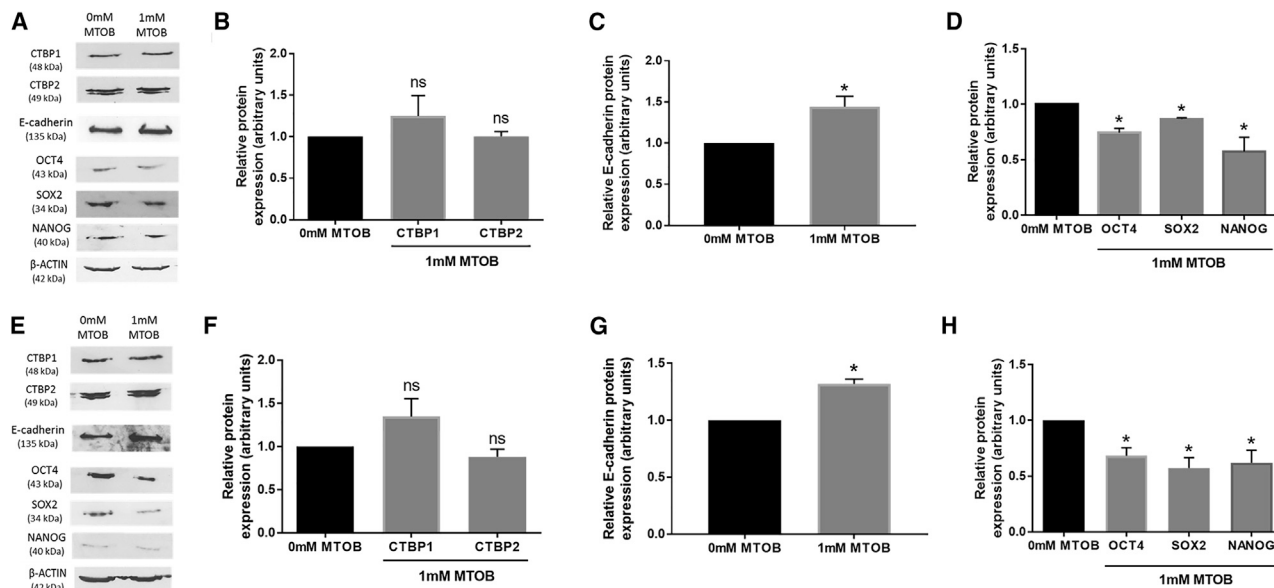 A
0mM 1mM
MTOB MTOB
CTBP1
(48 kDa)
CTBP2
(49 kDa)
E-cadherin
(135 kDa)
OCT4
(43 kDa)
SOX2
(34 kDa)
NANOG
(40 kDa)
β-ACTIN
(42 kDa)
B
Relative protein
expression (arbitrary units)
2.0
1.5
1.0
0.5
0.0
ns
ns
0mM MTOB CTBP1 CTBP2
1mM MTOB
C
Relative E-cadherin protein
expression (arbitrary units)
2.0
1.5
1.0
0.5
0.0
*
0mM MTOB 1mM MTOB
D
Relative protein
expression (arbitrary units)
1.5
1.0
0.5
0.0
*
*
*
0mM MTOB OCT4 SOX2 NANOG
1mM MTOB
E
0mM 1mM
MTOB MTOB
CTBP1
(48 kDa)
CTBP2
(49 kDa)
E-cadherin
(135 kDa)
OCT4
(43 kDa)
SOX2
(34 kDa)
NANOG
(40 kDa)
β-ACTIN
(42 kDa)
F
Relative protein
expression (arbitrary units)
2.0
1.5
1.0
0.5
0.0
ns
ns
0mM MTOB CTBP1 CTBP2
1mM MTOB
G
Relative E-cadherin protein
expression (arbitrary units)
1.5
1.0
0.5
0.0
*
0mM MTOB 1mM MTOB
H
Relative protein
expression (arbitrary units)
1.5
1.0
0.5
0.0
*
*
*
0mM MTOB OCT4 SOX2 NANOG
1mM MTOB